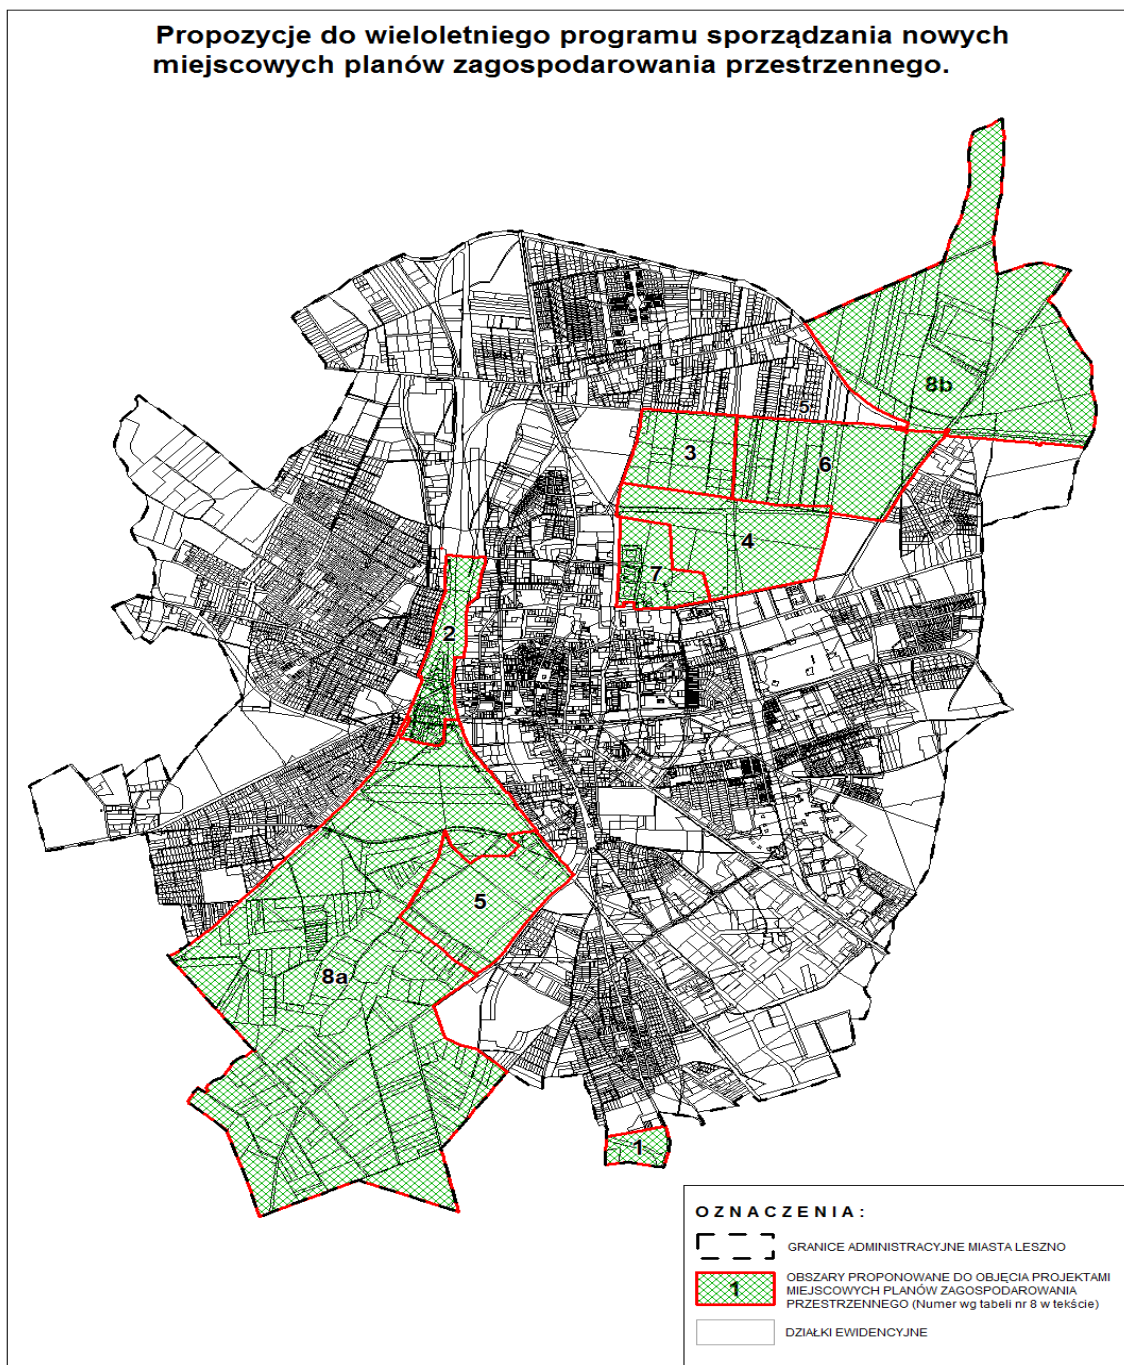 Propozycje do wieloletniego programu sporządzania nowych
miejscowych planów zagospodarowania przestrzennego.
8b
5
3
6
4
7
2
5
8a
1
OZNACZENIA:
GRANICE ADMINISTRACYJNE MIASTA LESZNO
1
OBSZARY PROPONOWANE DO OBJĘCIA PROJEKTAMI
MIEJSCOWYCH PLANÓW ZAGOSPODAROWANIA
PRZESTRZENNEGO (Numer wg tabeli nr 8 w tekście)
DZIAŁKI EWIDENCYJNE